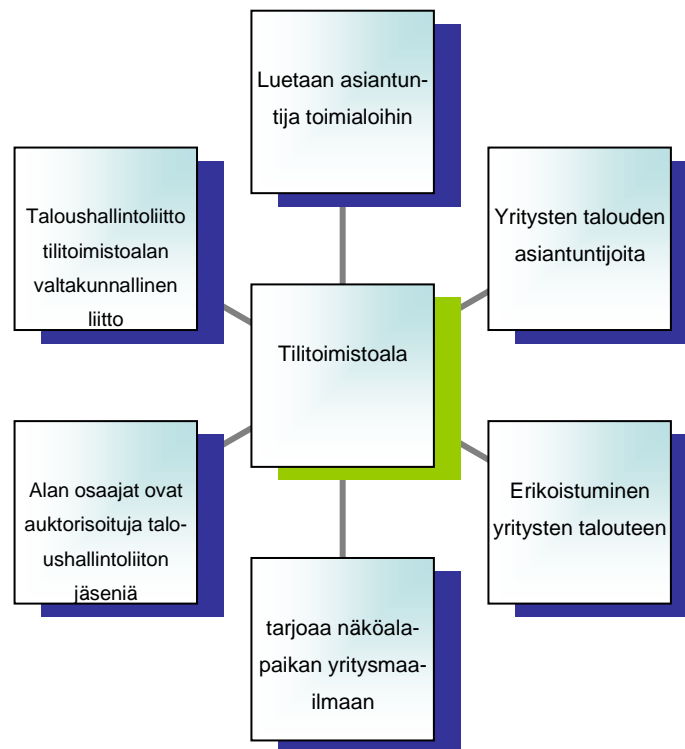 Luetaan asiantun-
tija toimialoihin
Taloushallintoliitto
tilitoimistoalan
valtakunnallinen
liitto
Yritysten talouden
asiantuntijoita
Tilitoimistoala
Alan osaajat ovat
auktorisoituja talo-
ushallintoliiton
jäseniä
Erikoistuminen
yritysten talouteen
tarjoaa näköala-
paikan yritysmaa-
ilmaan